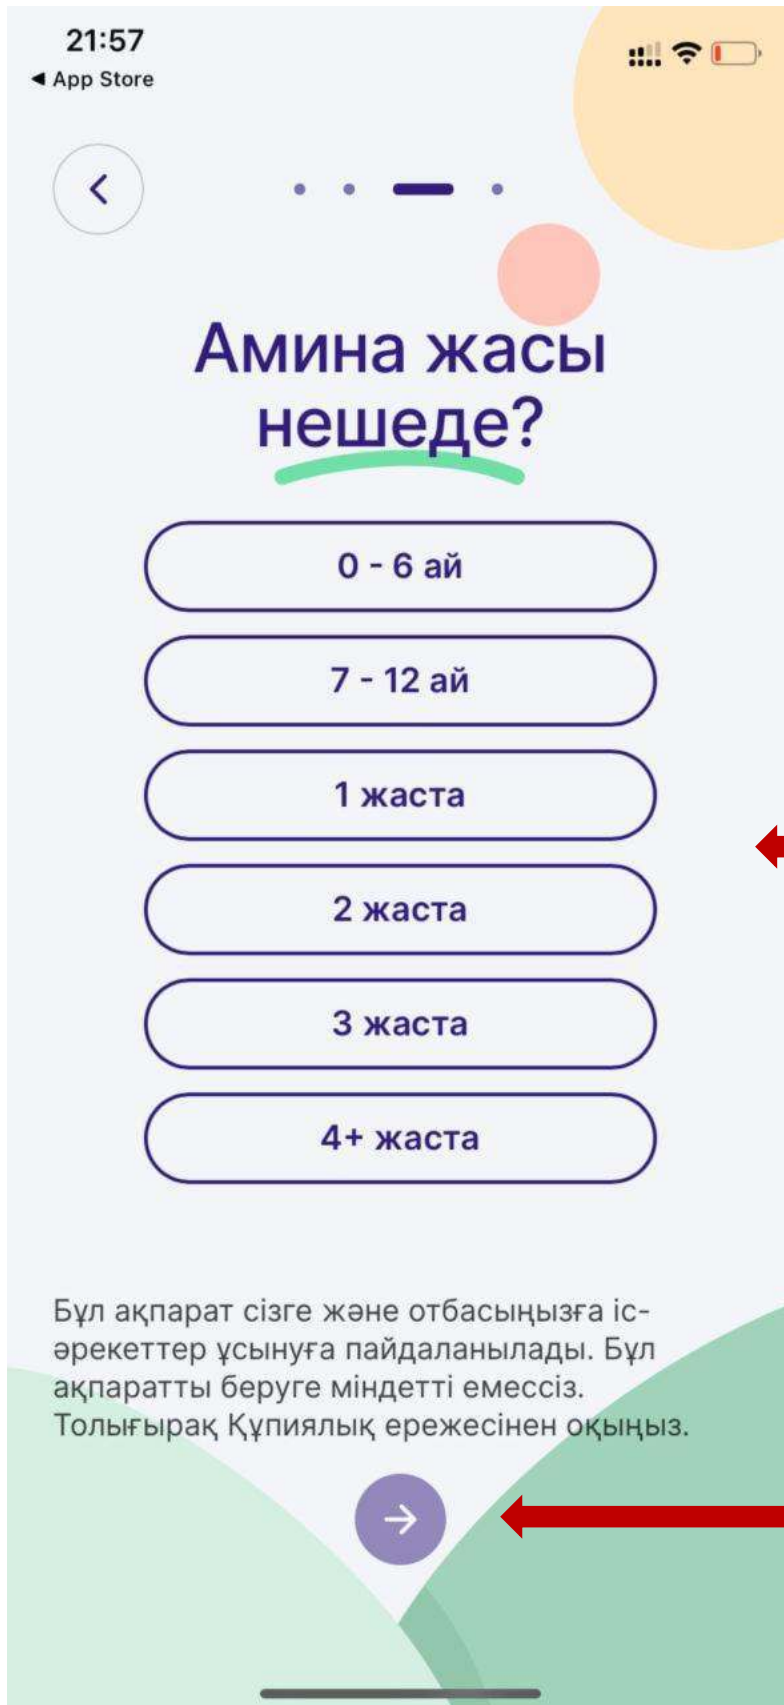 21:57
◀ App Store
Амина жасы
нешеде?
0 - 6 ай
7 - 12 ай
1 жаста
2 жаста
3 жаста
4+ жаста
Бұл ақпарат сізге және отбасыңызға іс-
әрекеттер ұсынуға пайдаланылады. Бұл
ақпаратты беруге міндетті емессіз.
Толығырақ Құпиялық ережесінен оқыңыз.